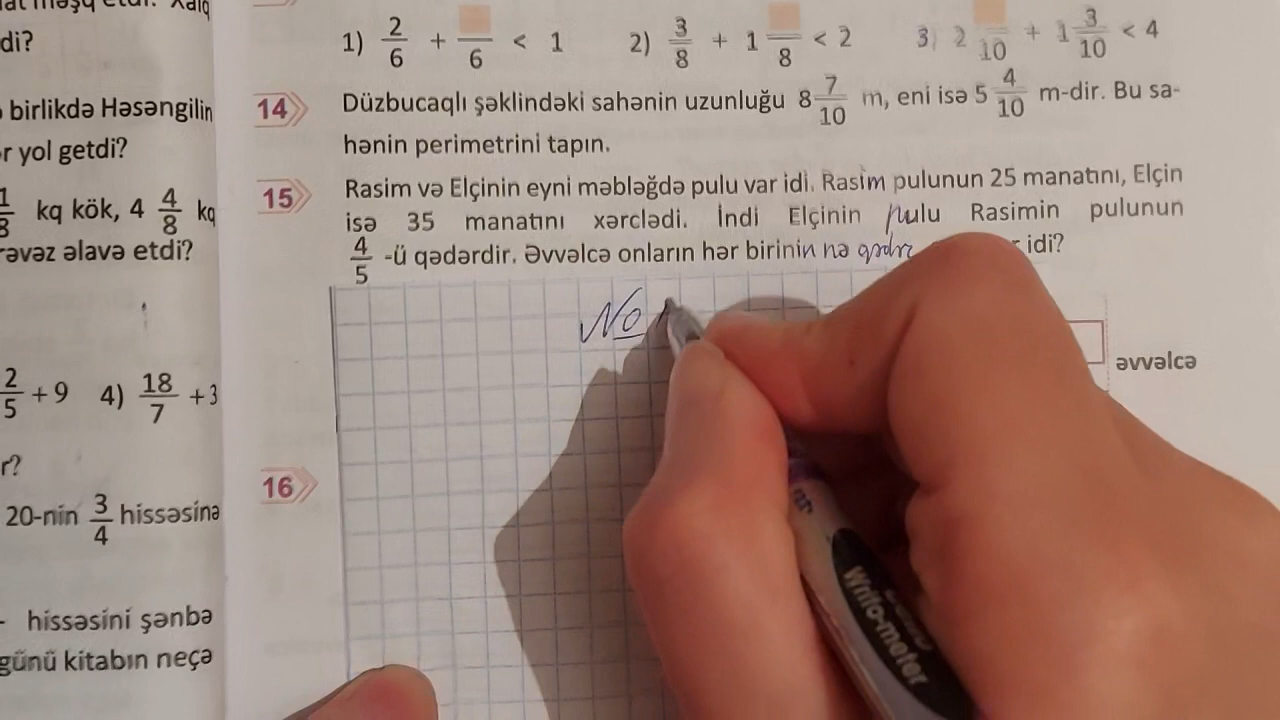 di?
1) 2/6 + /6 < 1 2) 3/8 + 1 /8 < 2 3) 2 /10 + 1 3/10 < 4
birlikdə Həsəngilin
r yol getdi?
1/8 kq kök, 4 4/8 kq
əvəz əlavə etdi?
14 Düzbucaqlı şəklindəki sahənin uzunluğu 8 7/10 m, eni isə 5 4/10 m-dir. Bu sa-
hənin perimetrini tapın.
15 Rasim və Elçinin eyni məbləğdə pulu var idi. Rasim pulunun 25 manatını, Elçin
isə 35 manatını xərclədi. İndi Elçinin pulu Rasimin pulunun
4/5 -ü qədərdir. Əvvəlcə onların hər birinin nə qədər idi?
No
əvvəlcə
2/5 + 9 4) 18/7 + 3
r?
20-nin 3/4 hissəsinə
16
hissəsini şənbə
günü kitabın neçə
Write-meter